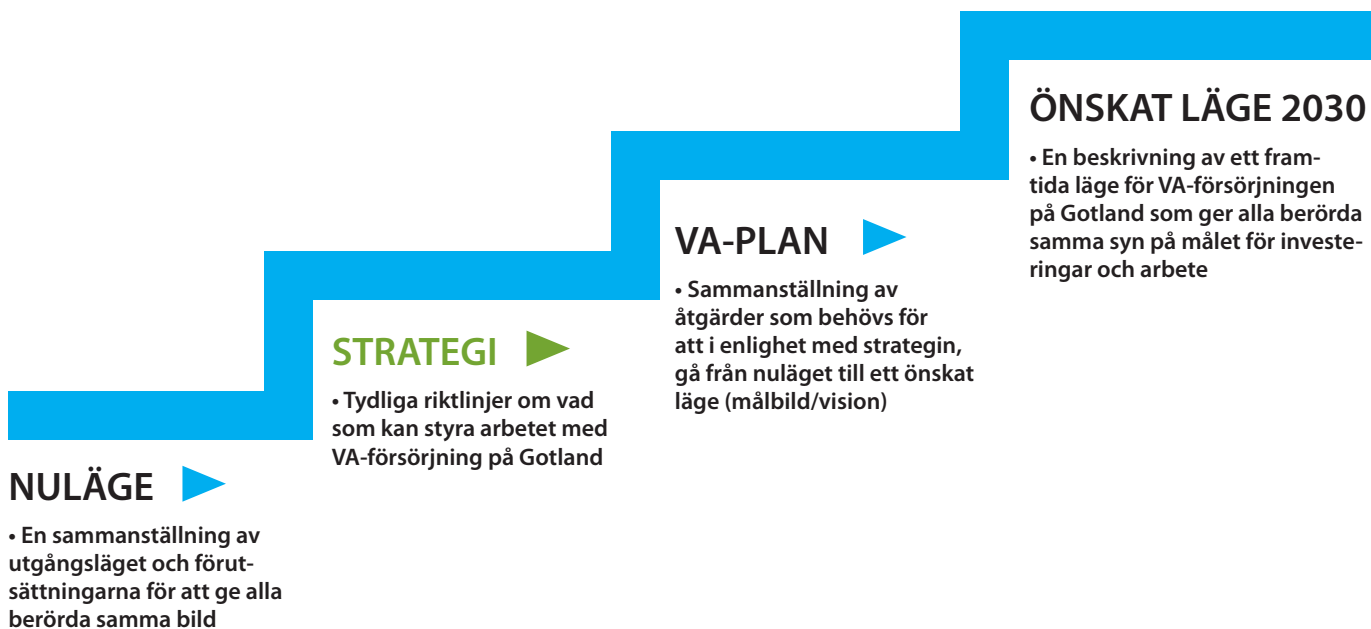 NULÄGE
• En sammanställning av
utgångsläget och förut-
sättningarna för att ge alla
berörda samma bild
STRATEGI
• Tydliga riktlinjer om vad
som kan styra arbetet med
VA-försörjning på Gotland
VA-PLAN
• Sammanställning av
åtgärder som behövs för
att i enlighet med strategin,
gå från nuläget till ett önskat
läge (målbild/vision)
ÖNSKAT LÄGE 2030
• En beskrivning av ett fram-
tida läge för VA-försörjningen
på Gotland som ger alla berörda
samma syn på målet för investe-
ringar och arbete